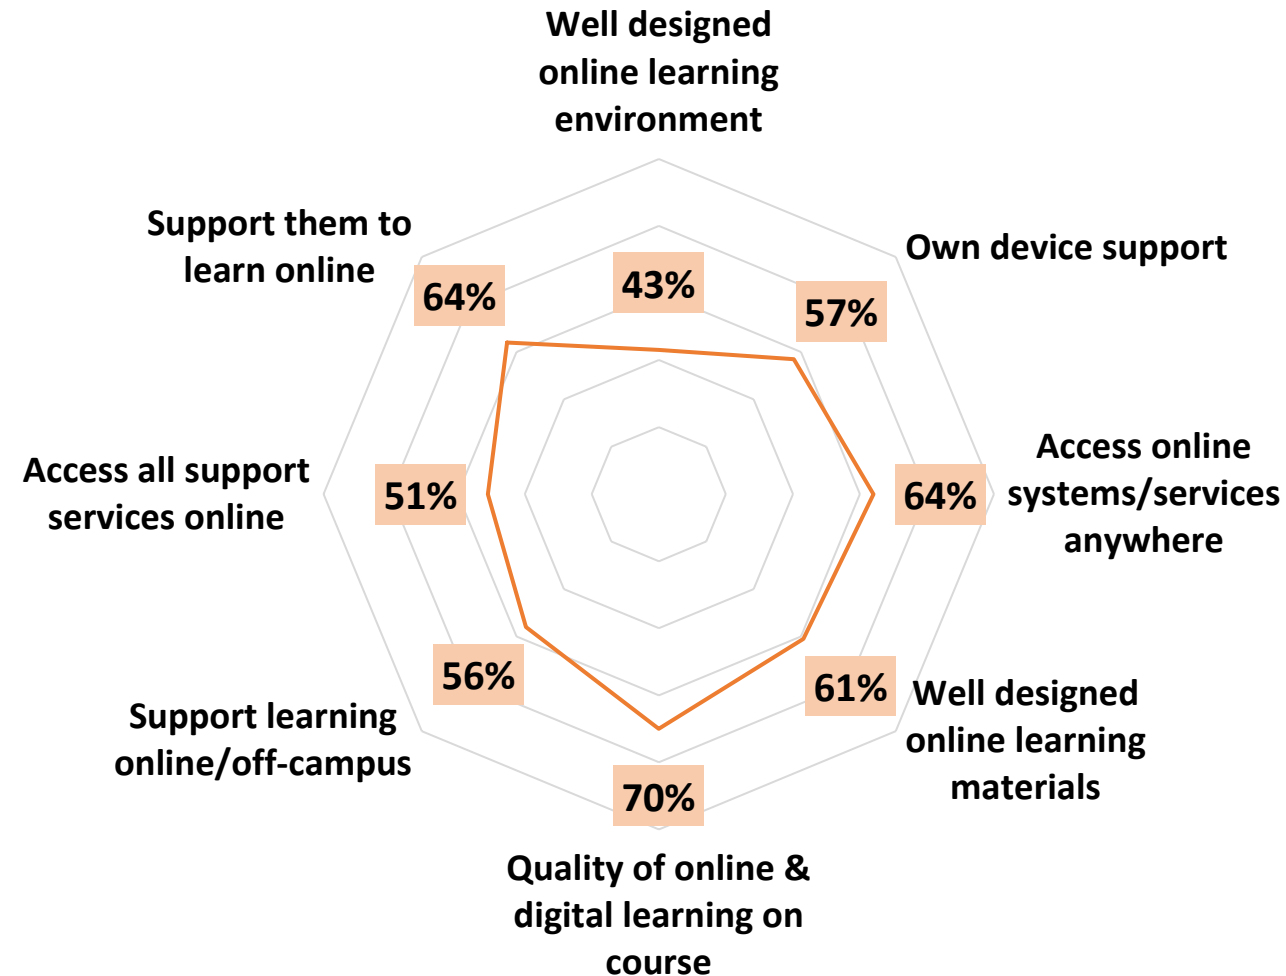 Well designed
online learning
environment
Support them to
learn online
Own device support
64%
43%
57%
Access all support
services online
51%
64%
Access online
systems/services
anywhere
56%
61%
Support learning
online/off-campus
Well designed
online learning
materials
70%
Quality of online &
digital learning on
course